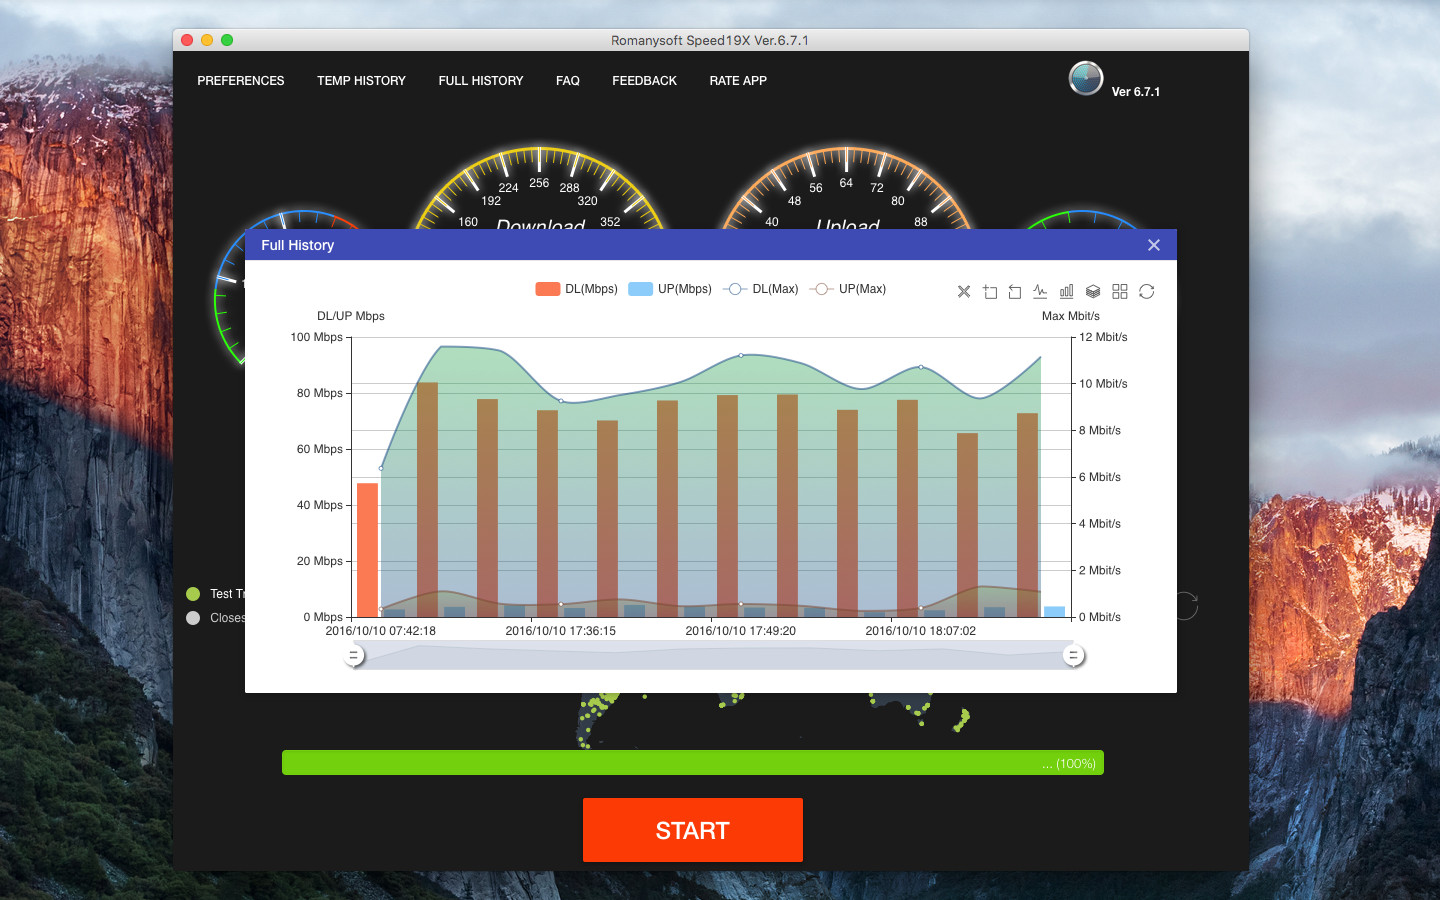 Romanysoft Speed19X Ver.6.7.1
PREFERENCES TEMP HISTORY FULL HISTORY FAQ FEEDBACK RATE APP
Ver 6.7.1
160 192 224 256 288 320 352
Download
40 48 56 64 72 80 88
Upload
Full History
DL(Mbps) UP(Mbps) DL(Max) UP(Max)
DL/UP Mbps
Max Mbit/s
100 Mbps
80 Mbps
60 Mbps
40 Mbps
20 Mbps
0 Mbps
12 Mbit/s
10 Mbit/s
8 Mbit/s
6 Mbit/s
4 Mbit/s
2 Mbit/s
0 Mbit/s
2016/10/10 07:42:18 2016/10/10 17:36:15 2016/10/10 17:49:20 2016/10/10 18:07:02
Test
Closes
... (100%)
START